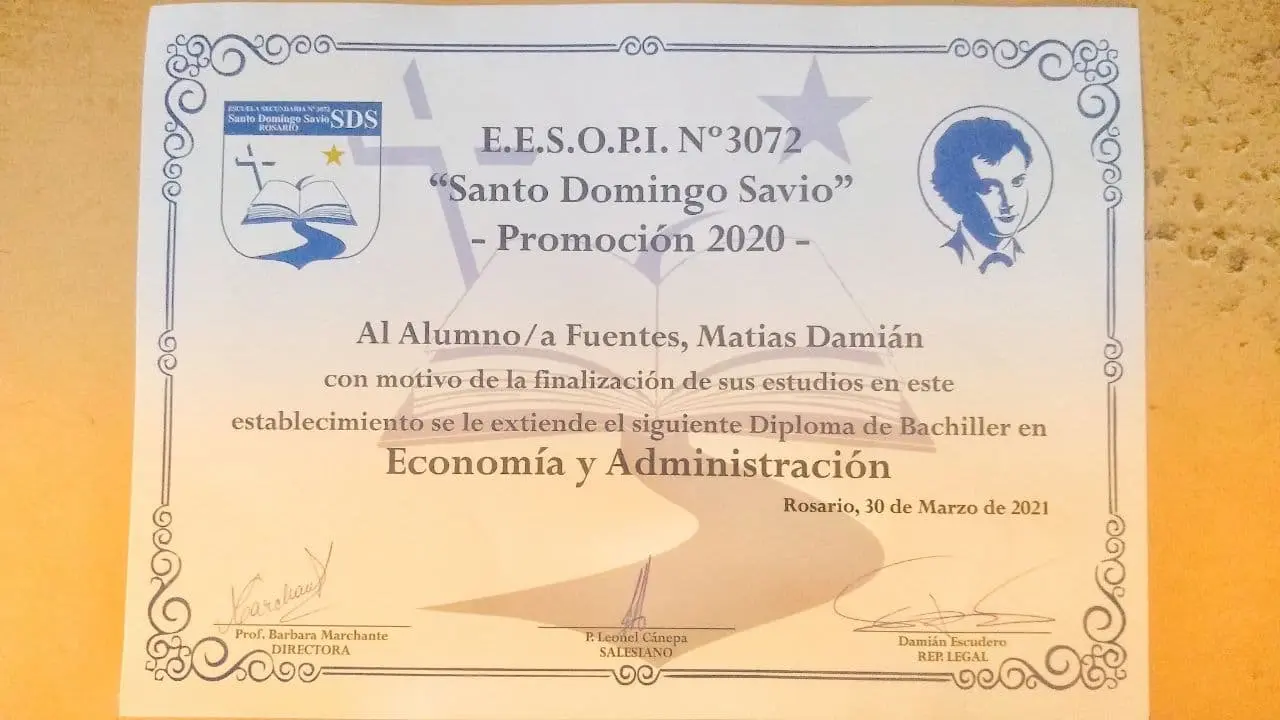 ESCUELA SECUNDARIA Nº 3072
Santo Domingo Savio SDS
ROSARIO
E.E.S.O.P.I. Nº3072
“Santo Domingo Savio”
- Promoción 2020 -
Al Alumno/a Fuentes, Matias Damián
con motivo de la finalización de sus estudios en este
establecimiento se le extiende el siguiente Diploma de Bachiller en
Economía y Administración
Rosario, 30 de Marzo de 2021
Marchant
Prof. Barbara Marchante
DIRECTORA
P. Leonel Cánepa
SALESIANO
Damián Escudero
REP. LEGAL